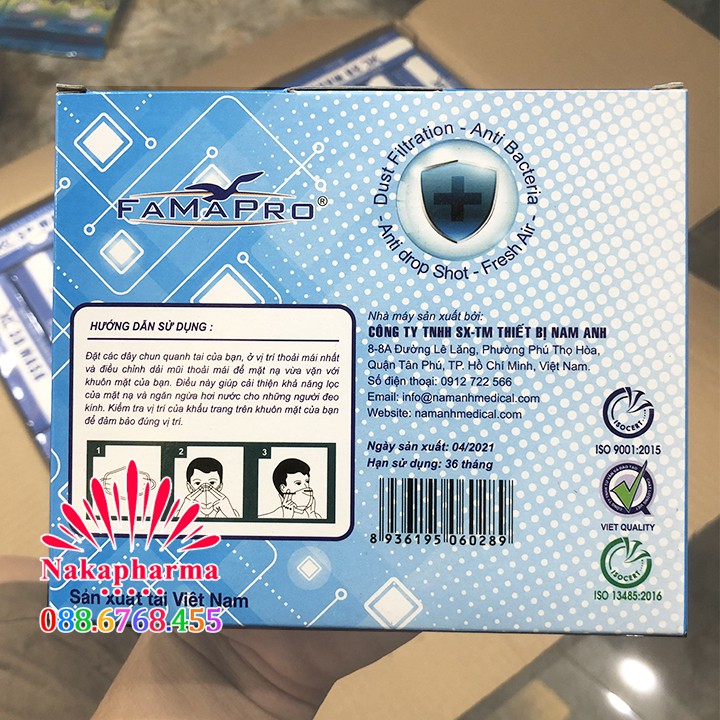 FAMAPRO®
Dust Filtration - Anti Bacteria
- Anti drop Shot - Fresh Air -
HƯỚNG DẪN SỬ DỤNG :
Đặt các dây chun quanh tai của bạn, ở vị trí thoải mái nhất
và điều chỉnh dải mũi thoải mái để mặt nạ vừa vặn với
khuôn mặt của bạn. Điều này giúp cải thiện khả năng lọc
của mặt nạ và ngăn ngừa hơi nước cho những người đeo
kính. Kiểm tra vị trí của khẩu trang trên khuôn mặt của bạn
để đảm bảo đúng vị trí.
1
2
3
Nhà máy sản xuất bởi:
CÔNG TY TNHH SX-TM THIẾT BỊ NAM ANH
8-8A Đường Lê Lăng, Phường Phú Thọ Hòa,
Quận Tân Phú, TP. Hồ Chí Minh, Việt Nam.
Số điện thoại: 0912 722 566
Email: info@namanhmedical.com
Website: namanhmedical.com
Ngày sản xuất: 04/2021
Hạn sử dụng: 36 tháng
8 936195 060289
ISOCERT
ISO 9001:2015
VIET QUALITY
ISOCERT
ISO 13485:2016
Nakapharma
Sản xuất tại Việt Nam
088.6768.455